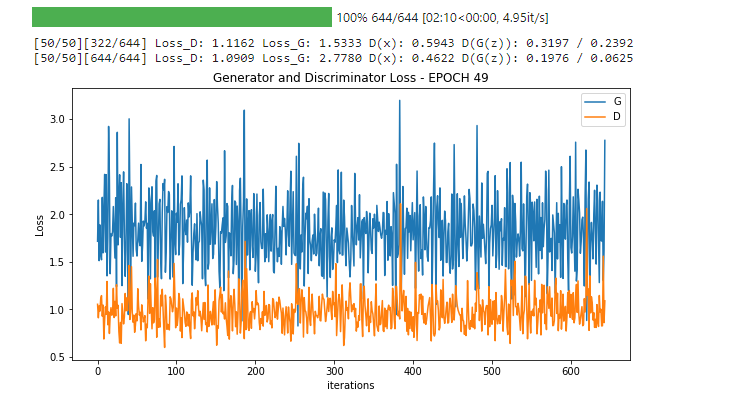 100% 644/644 [02:10<00:00, 4.95it/s]
[50/50][322/644] Loss_D: 1.1162 Loss_G: 1.5333 D(x): 0.5943 D(G(z)): 0.3197 / 0.2392
[50/50][644/644] Loss_D: 1.0909 Loss_G: 2.7780 D(x): 0.4622 D(G(z)): 0.1976 / 0.0625
Generator and Discriminator Loss - EPOCH 49
G
D
3.0
2.5
2.0
1.5
1.0
0.5
Loss
0 100 200 300 400 500 600
iterations